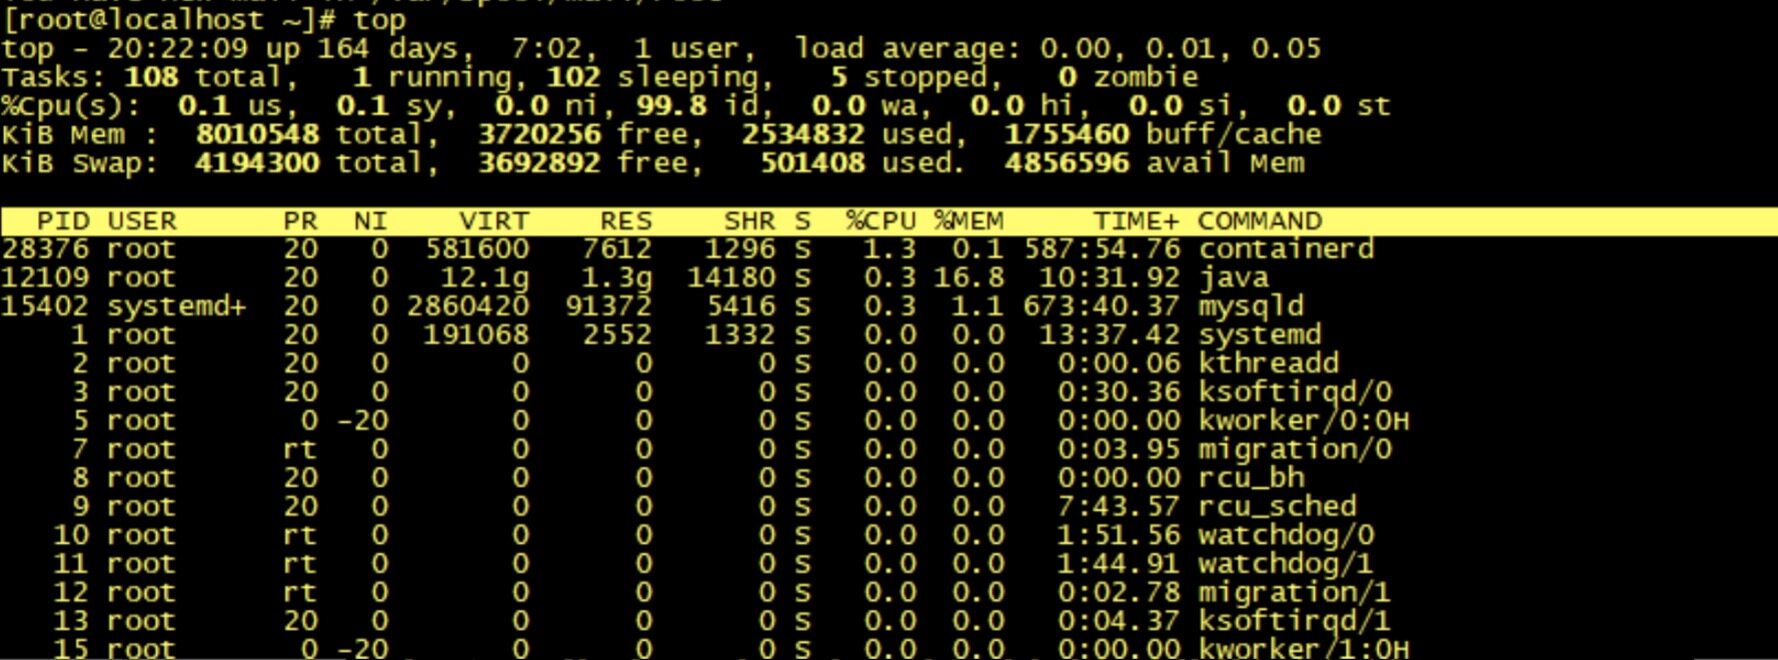 [root@localhost ~]# top
top - 20:22:09 up 164 days,  7:02,  1 user,  load average: 0.00, 0.01, 0.05
Tasks: 108 total,   1 running, 102 sleeping,   5 stopped,   0 zombie
%Cpu(s):  0.1 us,  0.1 sy,  0.0 ni, 99.8 id,  0.0 wa,  0.0 hi,  0.0 si,  0.0 st
KiB Mem :  8010548 total,  3720256 free,  2534832 used,  1755460 buff/cache
KiB Swap:  4194300 total,  3692892 free,   501408 used.  4856596 avail Mem
  PID USER      PR  NI    VIRT    RES    SHR S  %CPU %MEM     TIME+ COMMAND
28376 root      20   0  581600   7612   1296 S   1.3  0.1 587:54.76 containerd
12109 root      20   0   12.1g   1.3g  14180 S   0.3 16.8  10:31.92 java
15402 systemd+  20   0 2860420  91372   5416 S   0.3  1.1 673:40.37 mysqld
    1 root      20   0  191068   2552   1332 S   0.0  0.0  13:37.42 systemd
    2 root      20   0       0      0      0 S   0.0  0.0   0:00.06 kthreadd
    3 root      20   0       0      0      0 S   0.0  0.0   0:30.36 ksoftirqd/0
    5 root       0 -20       0      0      0 S   0.0  0.0   0:00.00 kworker/0:0H
    7 root      rt   0       0      0      0 S   0.0  0.0   0:03.95 migration/0
    8 root      20   0       0      0      0 S   0.0  0.0   0:00.00 rcu_bh
    9 root      20   0       0      0      0 S   0.0  0.0   7:43.57 rcu_sched
   10 root      rt   0       0      0      0 S   0.0  0.0   1:51.56 watchdog/0
   11 root      rt   0       0      0      0 S   0.0  0.0   1:44.91 watchdog/1
   12 root      rt   0       0      0      0 S   0.0  0.0   0:02.78 migration/1
   13 root      20   0       0      0      0 S   0.0  0.0   0:04.37 ksoftirqd/1
   15 root       0 -20       0      0      0 S   0.0  0.0   0:00.00 kworker/1:0H